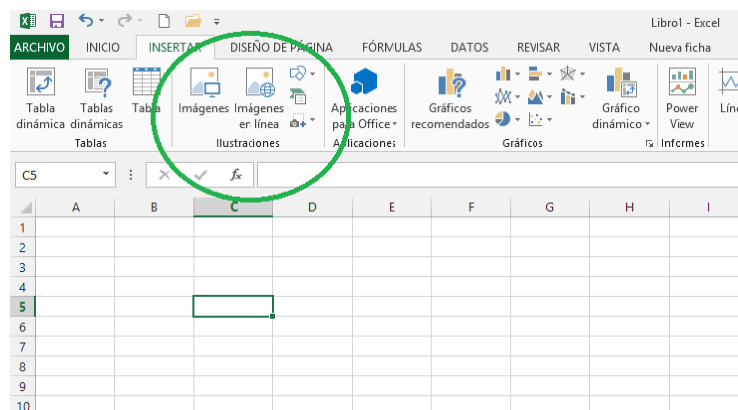 Libro1 - Excel
ARCHIVO INICIO INSERTAR DISEÑO DE PÁGINA FÓRMULAS DATOS REVISAR VISTA Nueva ficha
Tabla dinámica
Tablas dinámicas
Tabla
Imágenes
Imágenes en línea
Aplicaciones para Office
Gráficos recomendados
Gráfico dinámico
Power View
Tablas Ilustraciones Aplicaciones Gráficos Informes
C5 fx
A B C D E F G H I
1
2
3
4
5
6
7
8
9
10